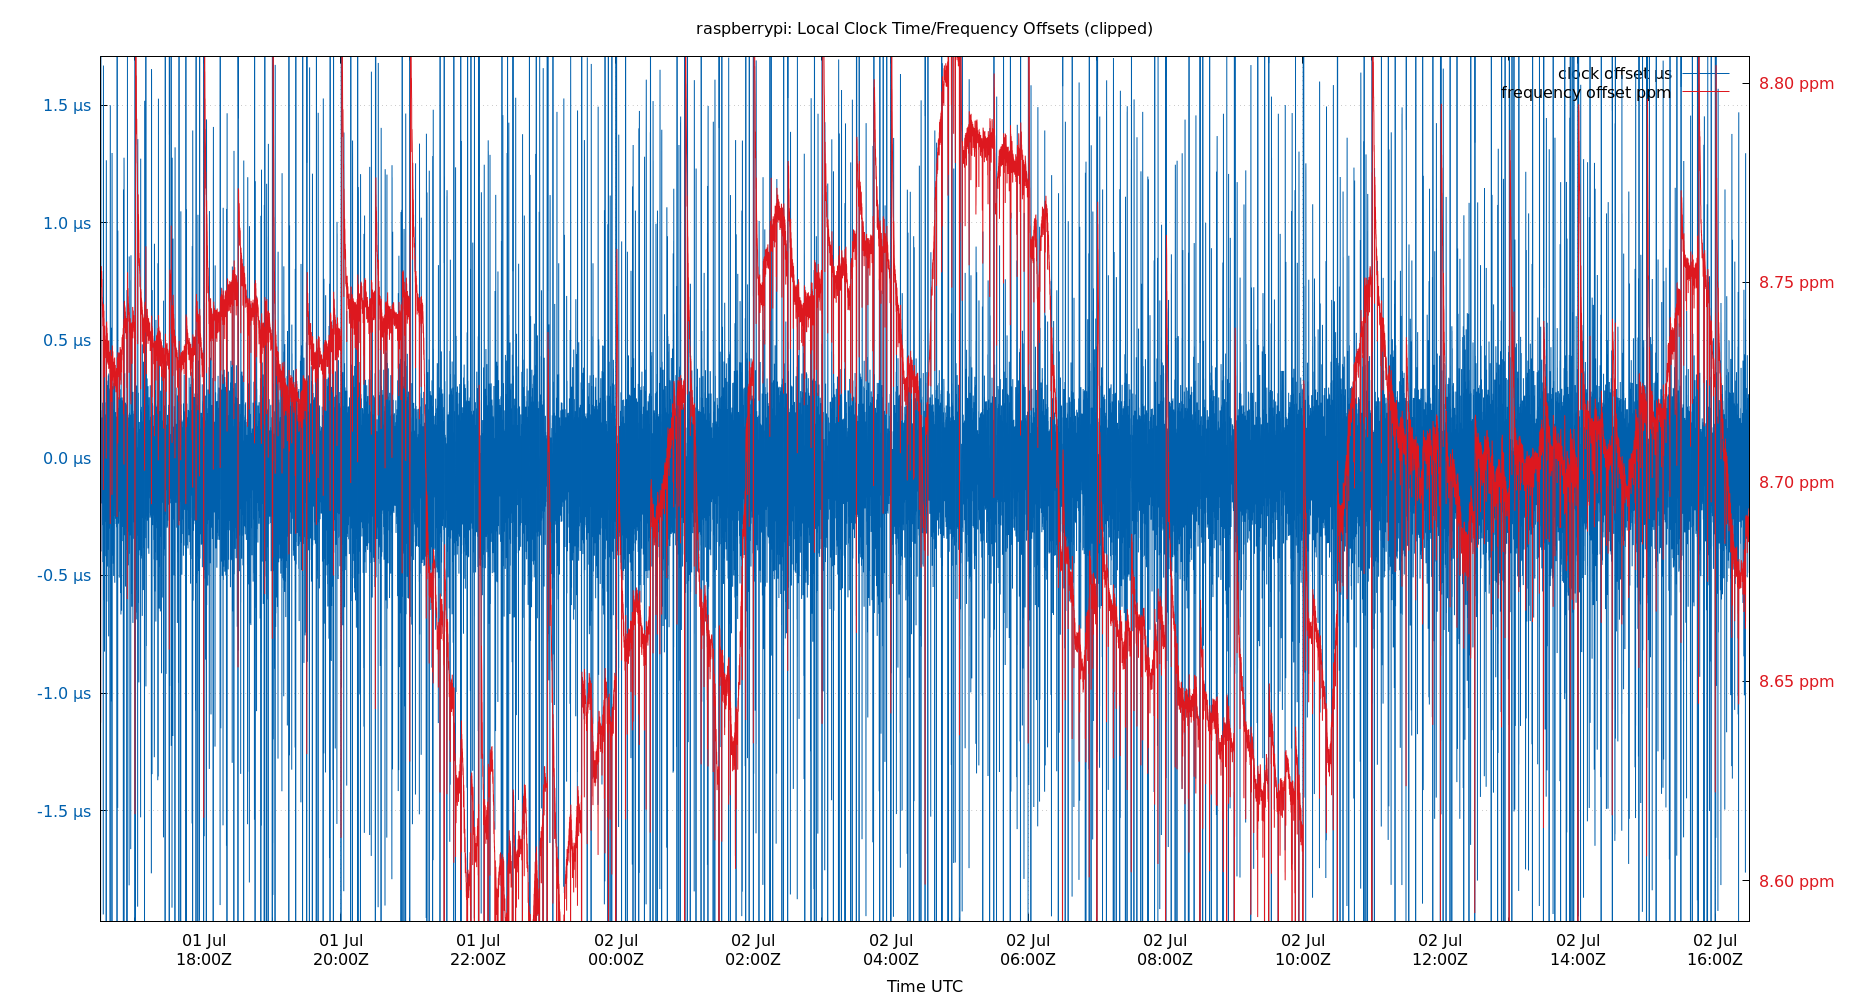 raspberrypi: Local Clock Time/Frequency Offsets (clipped)
clock offset µs
frequency offset ppm
1.5 µs
1.0 µs
0.5 µs
0.0 µs
-0.5 µs
-1.0 µs
-1.5 µs
8.80 ppm
8.75 ppm
8.70 ppm
8.65 ppm
8.60 ppm
01 Jul
18:00Z
01 Jul
20:00Z
01 Jul
22:00Z
02 Jul
00:00Z
02 Jul
02:00Z
02 Jul
04:00Z
02 Jul
06:00Z
02 Jul
08:00Z
02 Jul
10:00Z
02 Jul
12:00Z
02 Jul
14:00Z
02 Jul
16:00Z
Time UTC